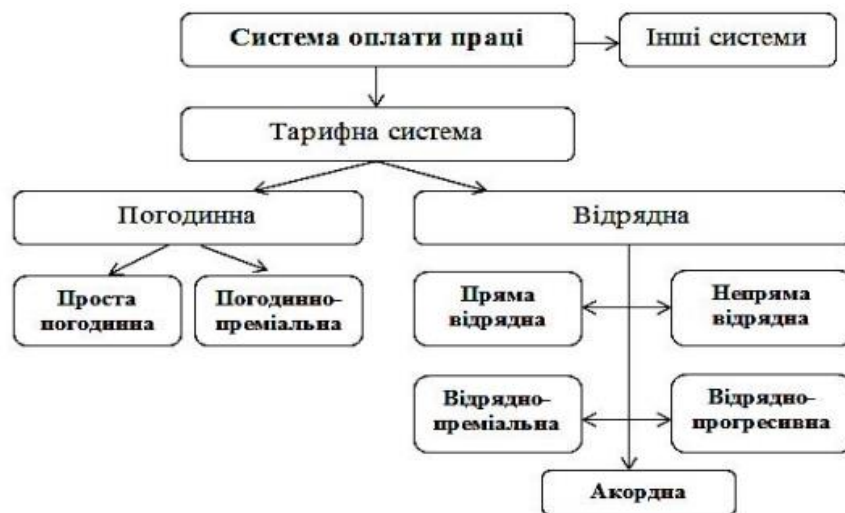 Система оплати праці
Інші системи
Тарифна система
Погодинна
Відрядна
Проста
погодинна
Погодинно-
преміальна
Пряма
відрядна
Непряма
відрядна
Відрядно-
преміальна
Відрядно-
прогресивна
Акордна